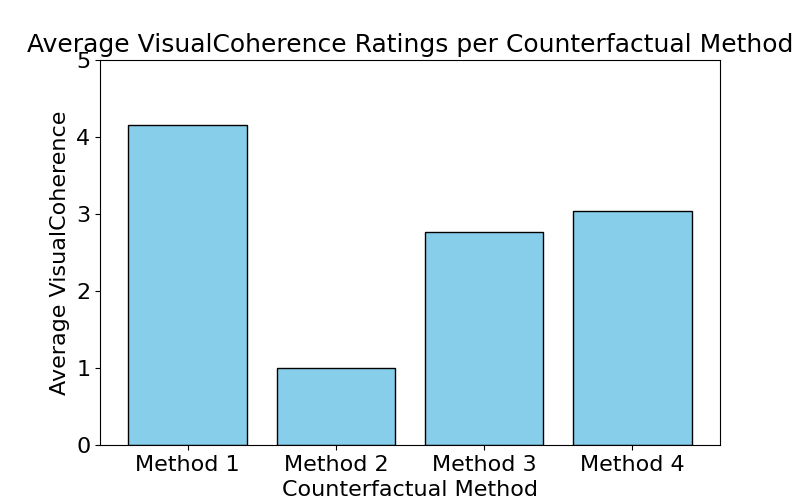 Average VisualCoherence Ratings per Counterfactual Method
Average VisualCoherence
5
4
3
2
1
0
Method 1 Method 2 Method 3 Method 4
Counterfactual Method